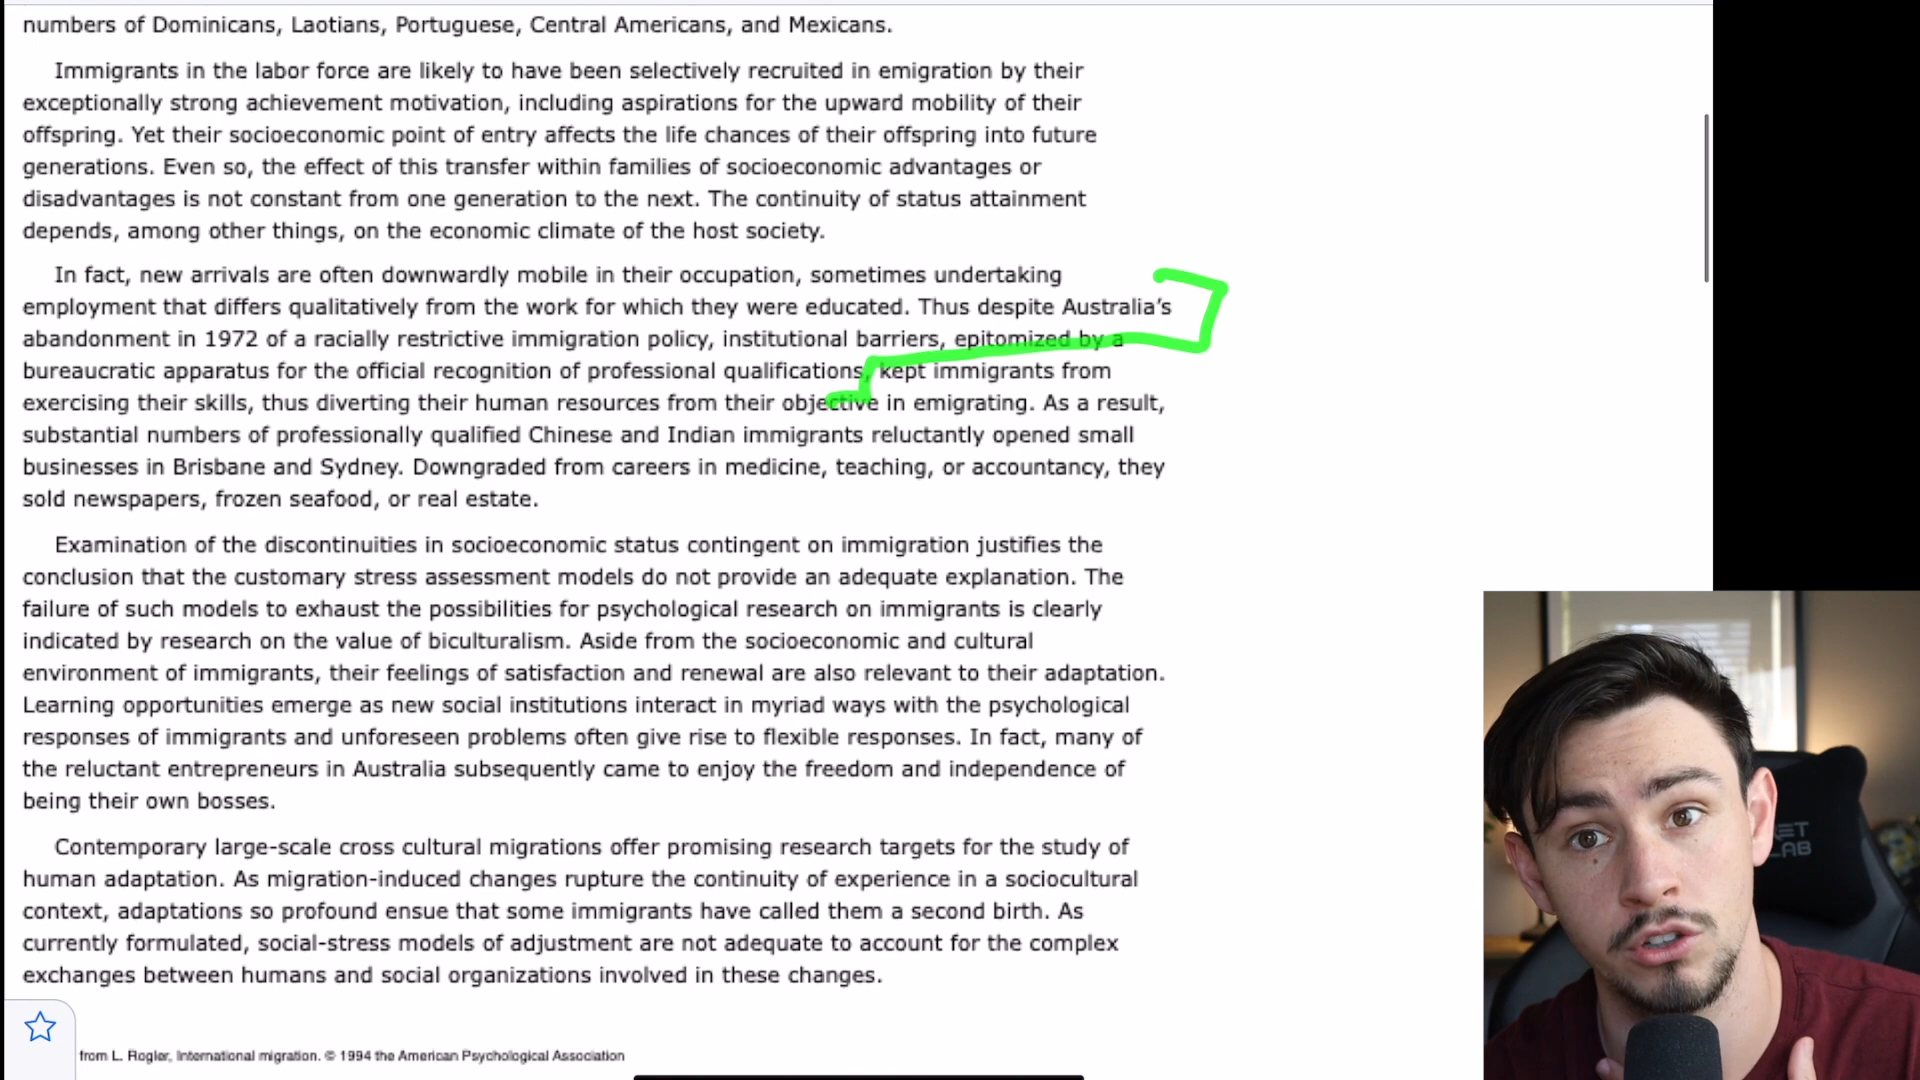 numbers of Dominicans, Laotians, Portuguese, Central Americans, and Mexicans.
Immigrants in the labor force are likely to have been selectively recruited in emigration by their
exceptionally strong achievement motivation, including aspirations for the upward mobility of their
offspring. Yet their socioeconomic point of entry affects the life chances of their offspring into future
generations. Even so, the effect of this transfer within families of socioeconomic advantages or
disadvantages is not constant from one generation to the next. The continuity of status attainment
depends, among other things, on the economic climate of the host society.
In fact, new arrivals are often downwardly mobile in their occupation, sometimes undertaking
employment that differs qualitatively from the work for which they were educated. Thus despite Australia’s
abandonment in 1972 of a racially restrictive immigration policy, institutional barriers, epitomized by a
bureaucratic apparatus for the official recognition of professional qualifications, kept immigrants from
exercising their skills, thus diverting their human resources from their objective in emigrating. As a result,
substantial numbers of professionally qualified Chinese and Indian immigrants reluctantly opened small
businesses in Brisbane and Sydney. Downgraded from careers in medicine, teaching, or accountancy, they
sold newspapers, frozen seafood, or real estate.
Examination of the discontinuities in socioeconomic status contingent on immigration justifies the
conclusion that the customary stress assessment models do not provide an adequate explanation. The
failure of such models to exhaust the possibilities for psychological research on immigrants is clearly
indicated by research on the value of biculturalism. Aside from the socioeconomic and cultural
environment of immigrants, their feelings of satisfaction and renewal are also relevant to their adaptation.
Learning opportunities emerge as new social institutions interact in myriad ways with the psychological
responses of immigrants and unforeseen problems often give rise to flexible responses. In fact, many of
the reluctant entrepreneurs in Australia subsequently came to enjoy the freedom and independence of
being their own bosses.
Contemporary large-scale cross cultural migrations offer promising research targets for the study of
human adaptation. As migration-induced changes rupture the continuity of experience in a sociocultural
context, adaptations so profound ensue that some immigrants have called them a second birth. As
currently formulated, social-stress models of adjustment are not adequate to account for the complex
exchanges between humans and social organizations involved in these changes.
from L. Rogler, International migration. © 1994 the American Psychological Association
LAB